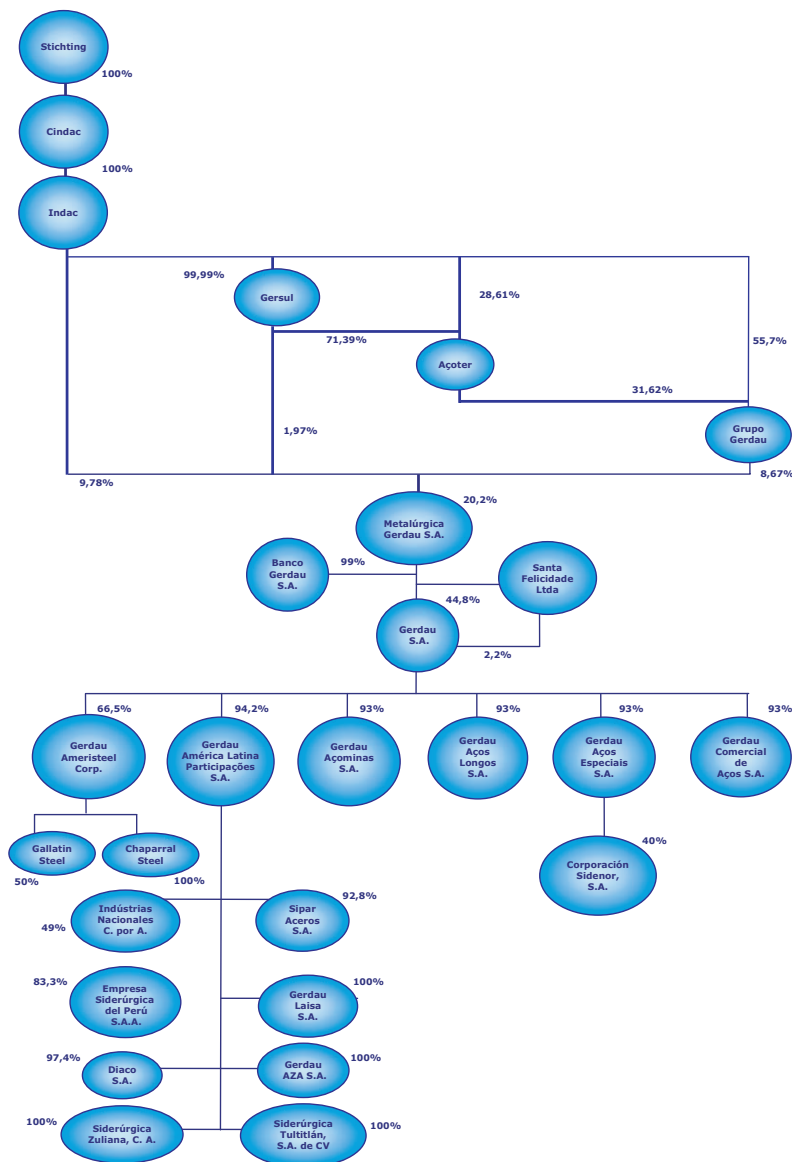 Stichting
100%
Cindac
100%
Indac
99,99%
Gersul
28,61%
71,39%
55,7%
Açoter
31,62%
1,97%
Grupo
Gerdau
9,78%
8,67%
20,2%
Metalúrgica
Gerdau S.A.
Banco
Gerdau
S.A.
99%
Santa
Felicidade
Ltda
44,8%
Gerdau
S.A.
2,2%
66,5%
94,2%
93%
93%
93%
93%
Gerdau
Ameristeel
Corp.
Gerdau
América Latina
Participações
S.A.
Gerdau
Açominas
S.A.
Gerdau
Aços
Longos
S.A.
Gerdau
Aços
Especiais
S.A.
Gerdau
Comercial
de
Aços S.A.
Gallatin
Steel
50%
Chaparral
Steel
100%
40%
Corporación
Sidenor,
S.A.
Indústrias
Nacionales
C. por A.
49%
92,8%
Sipar
Aceros
S.A.
83,3%
Empresa
Siderúrgica
del Perú
S.A.A.
100%
Gerdau
Laisa
S.A.
97,4%
Diaco
S.A.
100%
Gerdau
AZA S.A.
100%
Siderúrgica
Zuliana, C. A.
Siderúrgica
Tultitlán,
S.A. de CV
100%